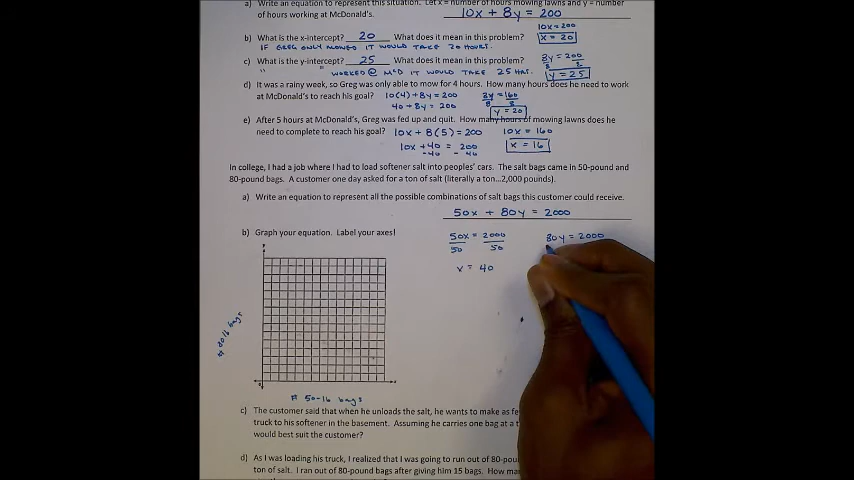 a) Write an equation to represent this situation. Let x = number of hours mowing lawns and y = number
of hours working at McDonald's. 10x + 8y = 200
10x = 200
b) What is the x-intercept? 20 What does it mean in this problem? x = 20
IF GREG ONLY MOWED IT WOULD TAKE 20 HOURS.
c) What is the y-intercept? 25 What does it mean in this problem? 8y = 200
8 8
" WORKED @ McD IT WOULD TAKE 25 HRS. y = 25
d) It was a rainy week, so Greg was only able to mow for 4 hours. How many hours does he need to work
at McDonald's to reach his goal? 10(4) + 8y = 200 8y = 160
8 8
40 + 8y = 200 y = 20
e) After 5 hours at McDonald's, Greg was fed up and quit. How many hours of mowing lawns does he
need to complete to reach his goal? 10x + 8(5) = 200 10x = 160
10x + 40 = 200 x = 16
-40 -40
In college, I had a job where I had to load softener salt into peoples' cars. The salt bags came in 50-pound and
80-pound bags. A customer one day asked for a ton of salt (literally a ton...2,000 pounds).
a) Write an equation to represent all the possible combinations of salt bags this customer could receive.
50x + 80y = 2000
b) Graph your equation. Label your axes! 50x = 2000 80y = 2000
50 50
x = 40
# 80 lb bags
# 50-lb bags
c) The customer said that when he unloads the salt, he wants to make as fe
truck to his softener in the basement. Assuming he carries one bag at a t
would best suit the customer?
d) As I was loading his truck, I realized that I was going to run out of 80-pou
ton of salt. I ran out of 80-pound bags after giving him 15 bags. How ma